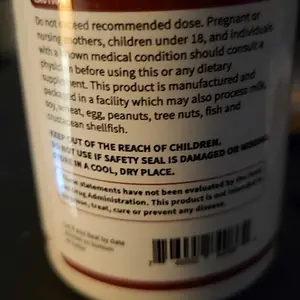 CAUTION
Do not exceed recommended dose. Pregnant or
nursing mothers, children under 18, and individuals
with a known medical condition should consult a
physician before using this or any dietary
supplement. This product is manufactured and
packaged in a facility which may also process milk,
soy, wheat, egg, peanuts, tree nuts, fish and
crustacean shellfish.
KEEP OUT OF THE REACH OF CHILDREN.
DO NOT USE IF SAFETY SEAL IS DAMAGED OR MISSING.
STORE IN A COOL, DRY PLACE.
statements have not been evaluated by the Food
Drug Administration. This product is not intended to
treat, cure or prevent any disease.
by date
on bottom